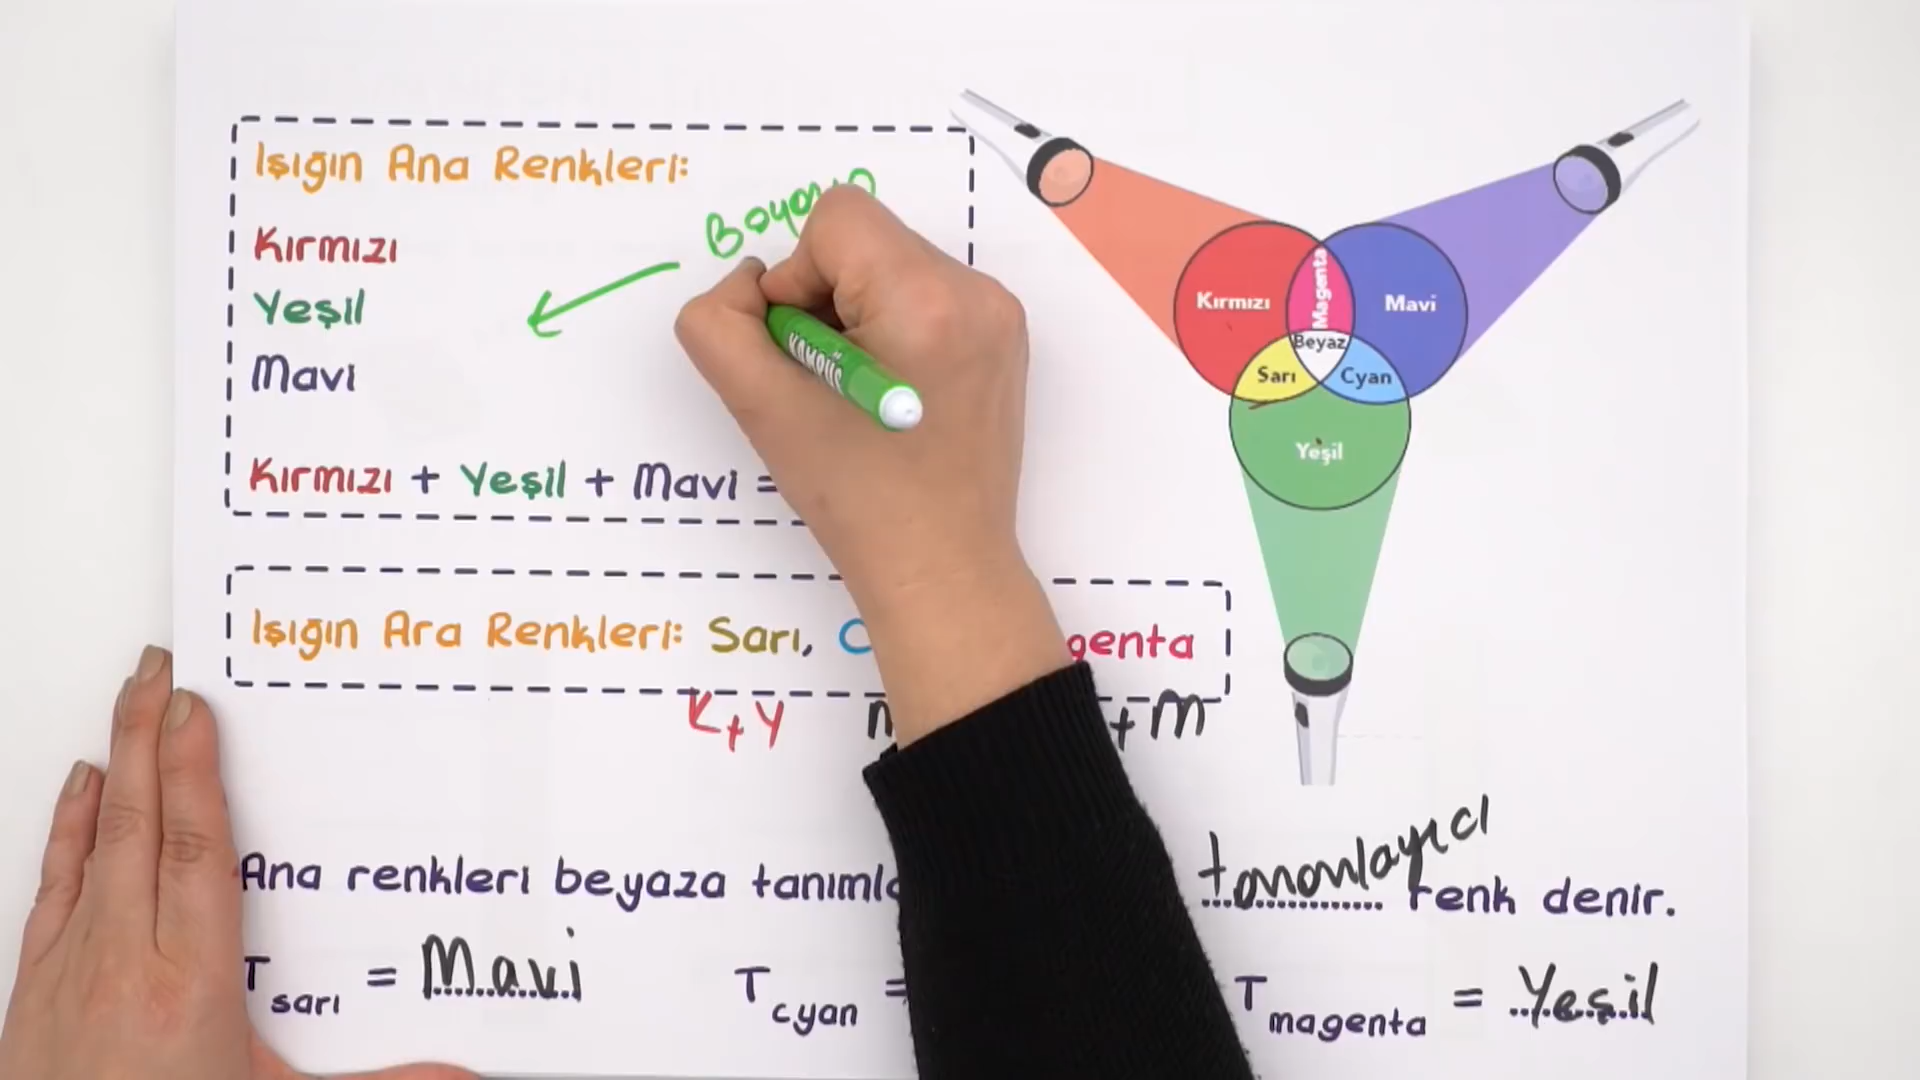 Işığın Ana Renkleri:
Kırmızı
Yeşil
Mavi
Kırmızı + Yeşil + Mavi =
Işığın Ara Renkleri: Sarı, C
genta
K+Y
+ M
Kırmızı
Magenta
Mavi
Beyaz
Sarı
Cyan
Yeşil
KAMPÜS
Ana renkleri beyaza
tamamlayıcı renk denir.
T sarı = Mavi
T cyan =
T magenta = Yeşil